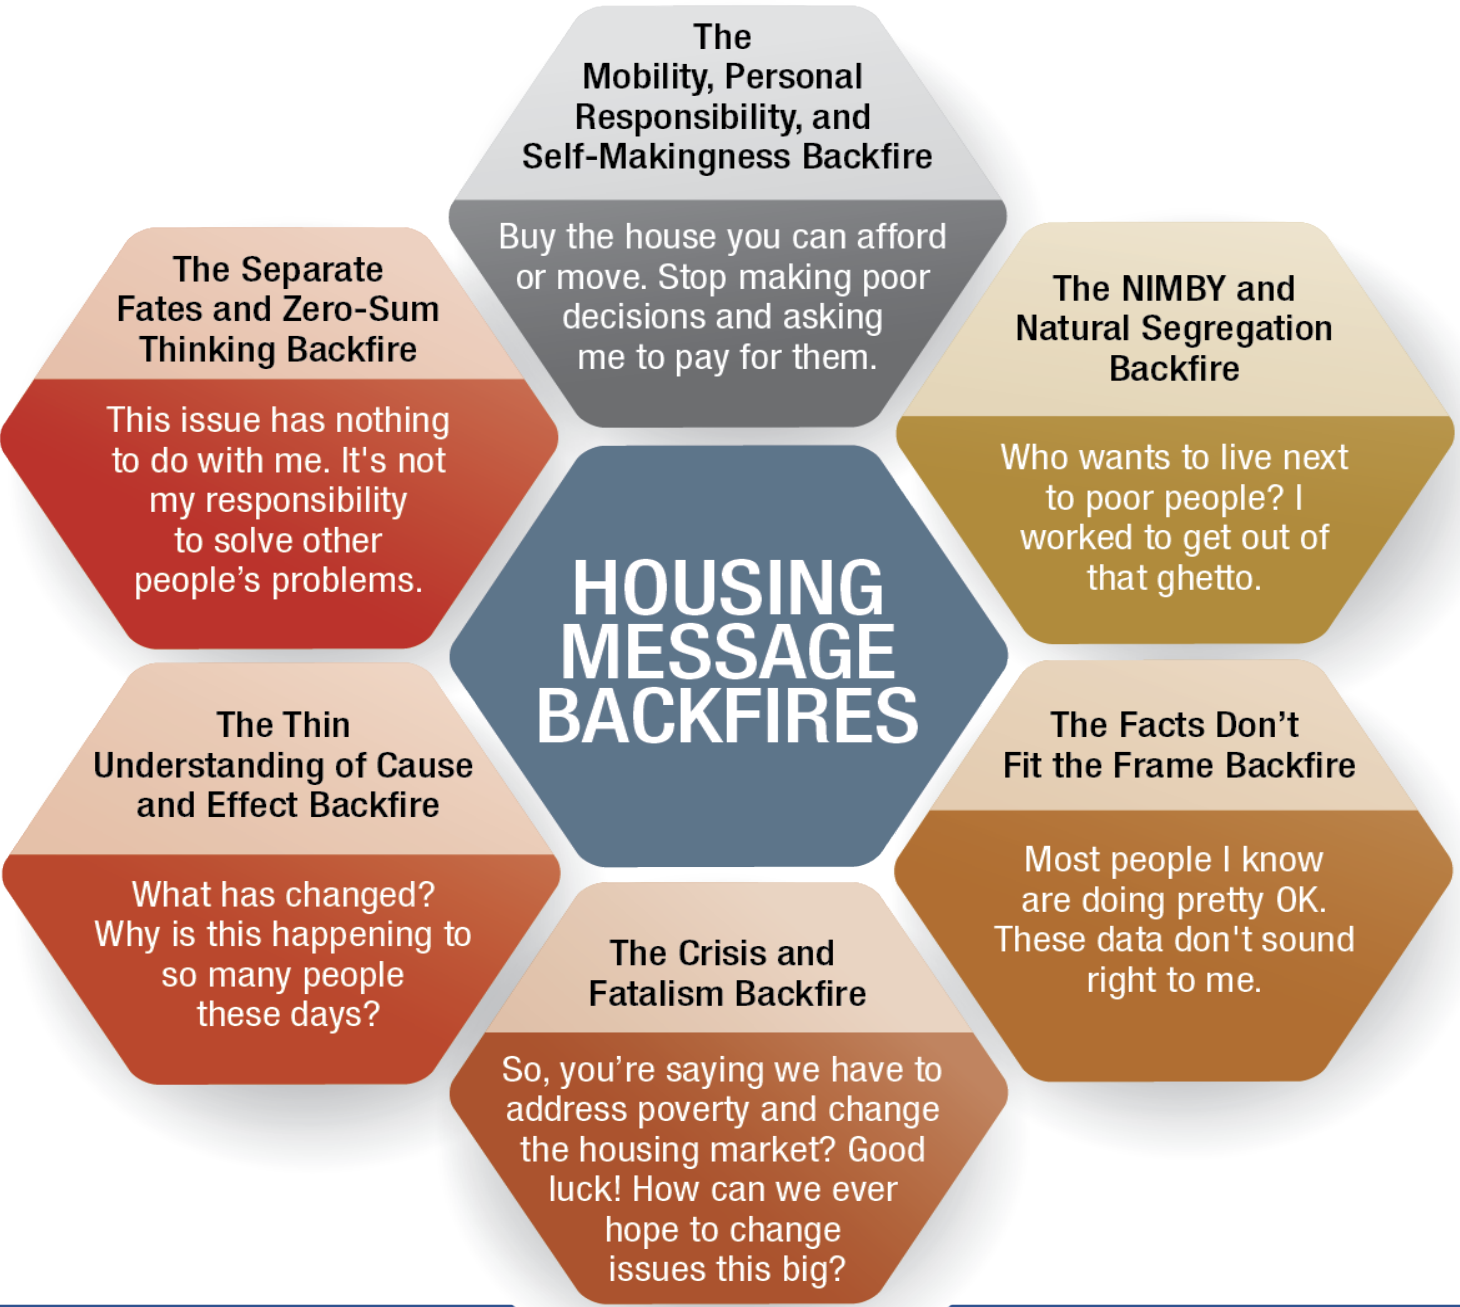 The
Mobility, Personal
Responsibility, and
Self-Makingness Backfire
Buy the house you can afford
or move. Stop making poor
decisions and asking
me to pay for them.
The Separate
Fates and Zero-Sum
Thinking Backfire
This issue has nothing
to do with me. It's not
my responsibility
to solve other
people’s problems.
The NIMBY and
Natural Segregation
Backfire
Who wants to live next
to poor people? I
worked to get out of
that ghetto.
HOUSING
MESSAGE
BACKFIRES
The Thin
Understanding of Cause
and Effect Backfire
What has changed?
Why is this happening to
so many people
these days?
The Facts Don’t
Fit the Frame Backfire
Most people I know
are doing pretty OK.
These data don't sound
right to me.
The Crisis and
Fatalism Backfire
So, you’re saying we have to
address poverty and change
the housing market? Good
luck! How can we ever
hope to change
issues this big?